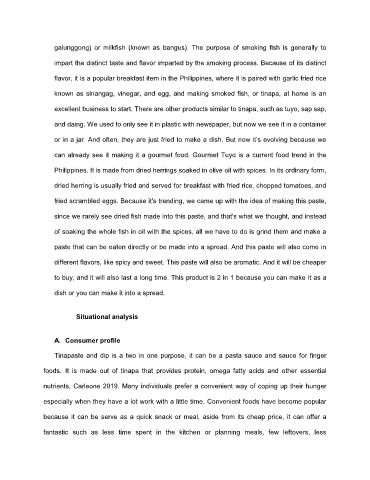 galunggong) or milkfish (known as bangus). The purpose of smoking fish is generally to
impart the distinct taste and flavor imparted by the smoking process. Because of its distinct
flavor, it is a popular breakfast item in the Philippines, where it is paired with garlic fried rice
known as sinangag, vinegar, and egg, and making smoked fish, or tinapa, at home is an
excellent business to start. There are other products similar to tinapa, such as tuyo, sap sap,
and daing. We used to only see it in plastic with newspaper, but now we see it in a container
or in a jar. And often, they are just fried to make a dish. But now it's evolving because we
can already see it making it a gourmet food. Gourmet Tuyo is a current food trend in the
Philippines. It is made from dried herrings soaked in olive oil with spices. In its ordinary form,
dried herring is usually fried and served for breakfast with fried rice, chopped tomatoes, and
fried scrambled eggs. Because it's trending, we came up with the idea of making this paste,
since we rarely see dried fish made into this paste, and that's what we thought, and instead
of soaking the whole fish in oil with the spices, all we have to do is grind them and make a
paste that can be eaten directly or be made into a spread. And this paste will also come in
different flavors, like spicy and sweet. This paste will also be aromatic. And it will be cheaper
to buy, and it will also last a long time. This product is 2 in 1 because you can make it as a
dish or you can make it into a spread.
Situational analysis
A. Consumer profile
Tinapaste and dip is a two in one purpose, it can be a pasta sauce and sauce for finger
foods. It is made out of tinapa that provides protein, omega fatty acids and other essential
nutrients, Carleone 2019. Many individuals prefer a convenient way of coping up their hunger
especially when they have a lot work with a little time. Convenient foods have become popular
because it can be serve as a quick snack or meal, aside from its cheap price, it can offer a
fantastic such as less time spent in the kitchen or planning meals, few leftovers, less